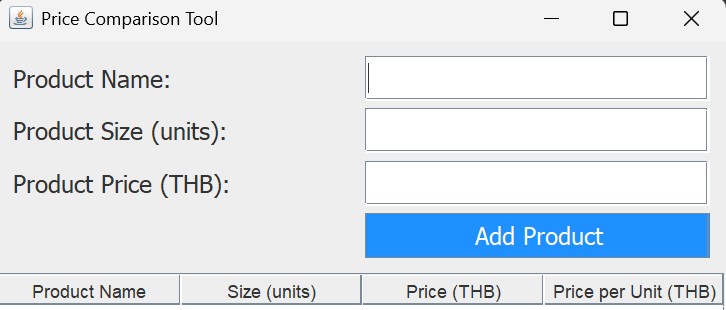 Price Comparison Tool
Product Name:
Product Size (units):
Product Price (THB):
Add Product
Product Name Size (units) Price (THB) Price per Unit (THB)